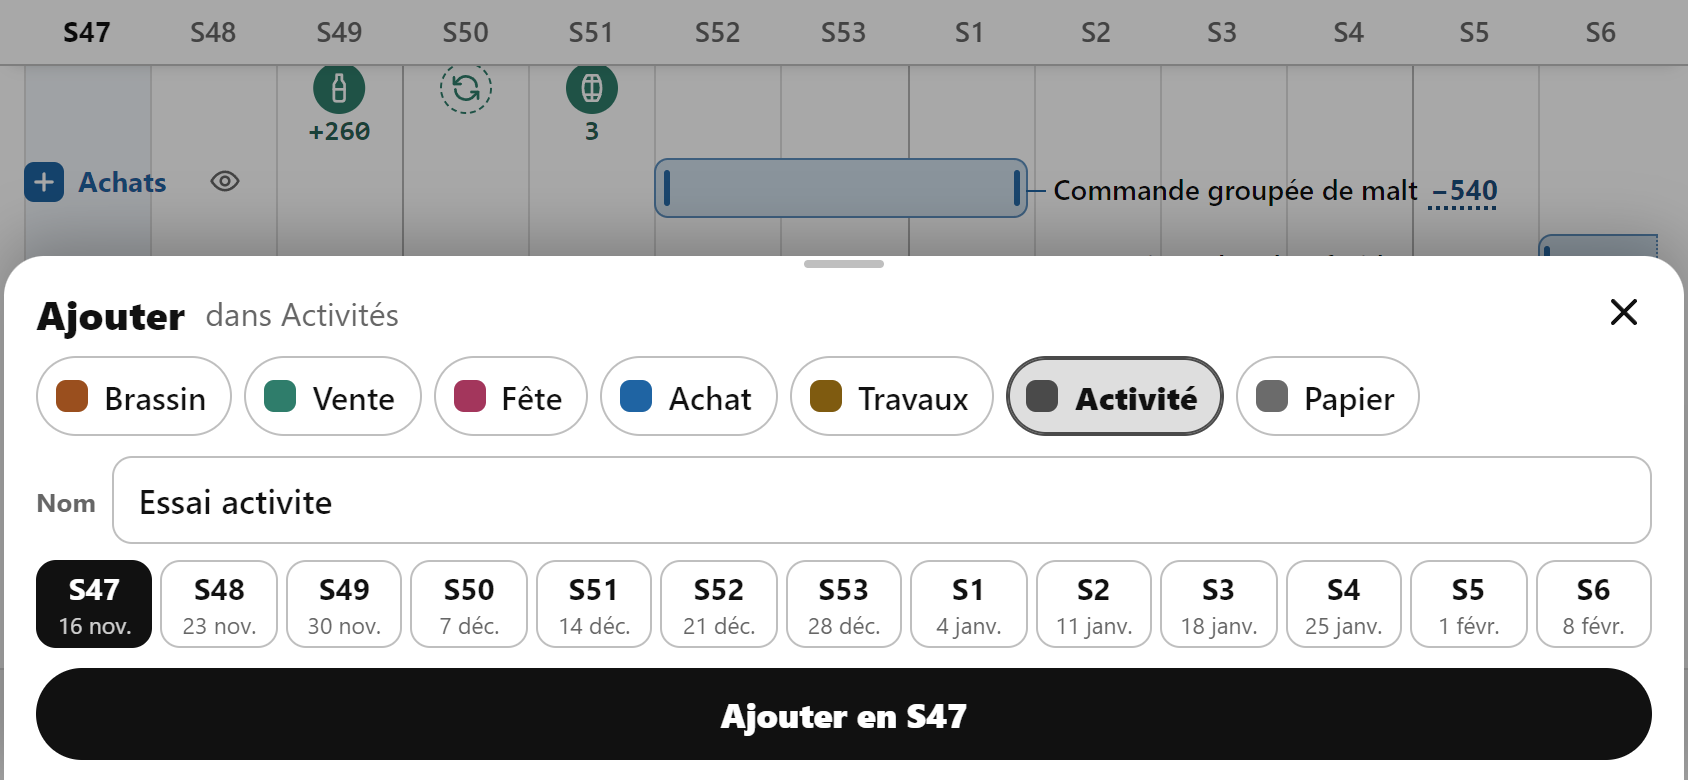 S47 S48 S49 S50 S51 S52 S53 S1 S2 S3 S4 S5 S6
+260 3
Achats
Commande groupée de malt −540
Ajouter dans Activités
Brassin Vente Fête Achat Travaux Activité Papier
Nom Essai activite
S47 S48 S49 S50 S51 S52 S53 S1 S2 S3 S4 S5 S6
16 nov. 23 nov. 30 nov. 7 déc. 14 déc. 21 déc. 28 déc. 4 janv. 11 janv. 18 janv. 25 janv. 1 févr. 8 févr.
Ajouter en S47